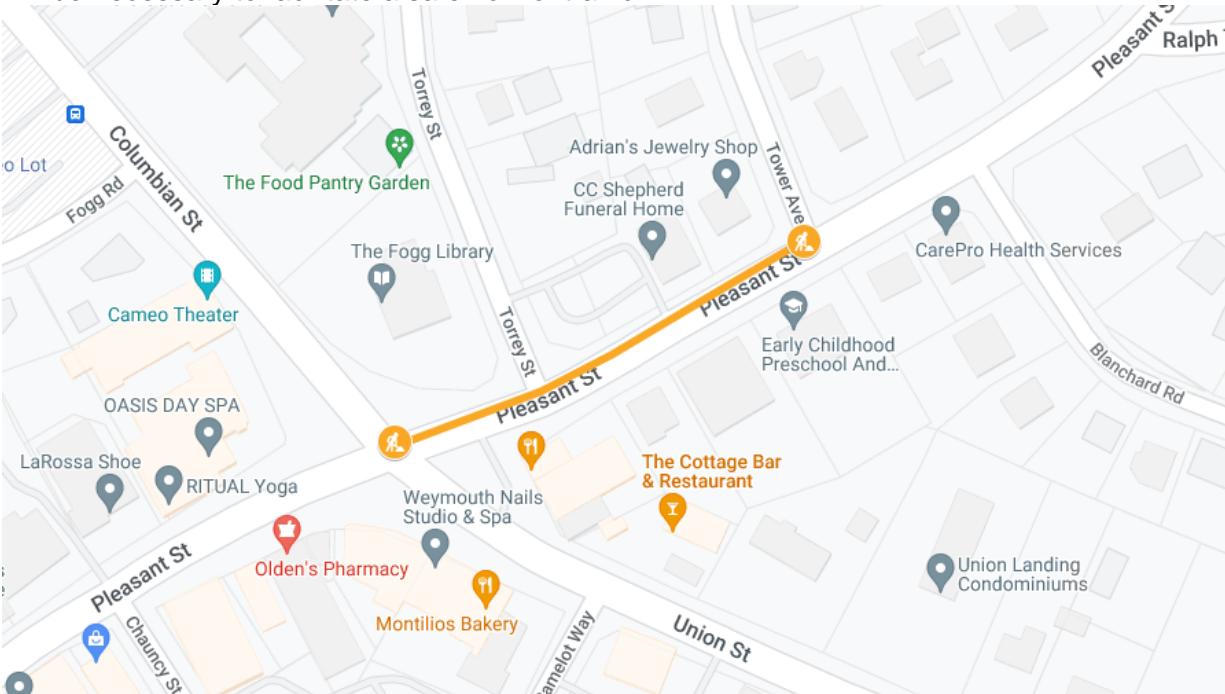 Pleasant S
Ralph
Torrey St
Columbian St
o Lot
Fogg Rd
The Food Pantry Garden
Adrian's Jewelry Shop
Tower Ave
CC Shepherd
Funeral Home
CarePro Health Services
The Fogg Library
Pleasant St
Cameo Theater
Torrey St
Early Childhood
Preschool And...
Blanchard Rd
Pleasant St
OASIS DAY SPA
LaRossa Shoe
RITUAL Yoga
The Cottage Bar
& Restaurant
Weymouth Nails
Studio & Spa
Olden's Pharmacy
Pleasant St
Union Landing
Condominiums
Montilios Bakery
Chauncy St
amelot Way
Union St